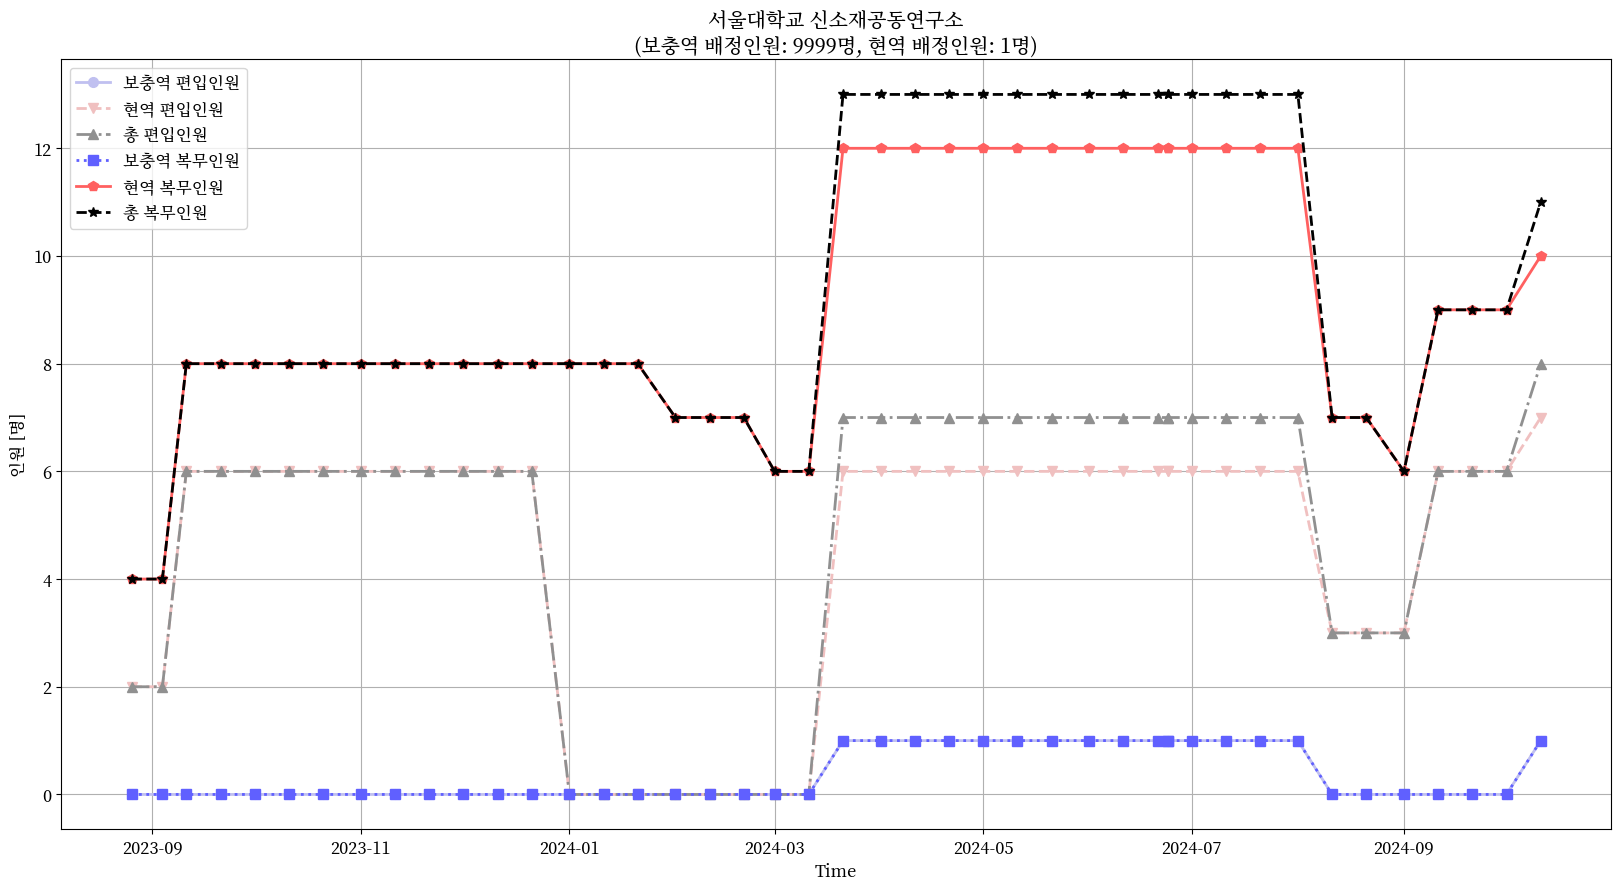 서울대학교 신소재공동연구소
(보충역 배정인원: 9999명, 현역 배정인원: 1명)
보충역 편입인원
현역 편입인원
총 편입인원
보충역 복무인원
현역 복무인원
총 복무인원
인원 [명]
12
10
8
6
4
2
0
2023-09
2023-11
2024-01
2024-03
2024-05
2024-07
2024-09
Time